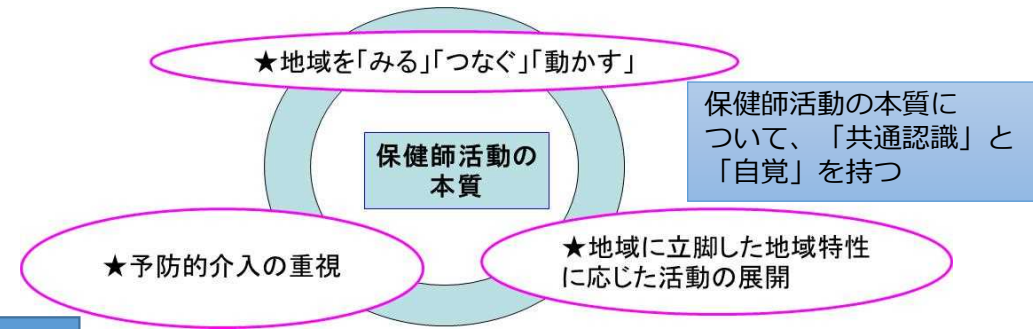 ★地域を「みる」「つなぐ」「動かす」
保健師活動の本質に
ついて、「共通認識」と
「自覚」を持つ
保健師活動の
本質
★予防的介入の重視
★地域に立脚した地域特性
に応じた活動の展開